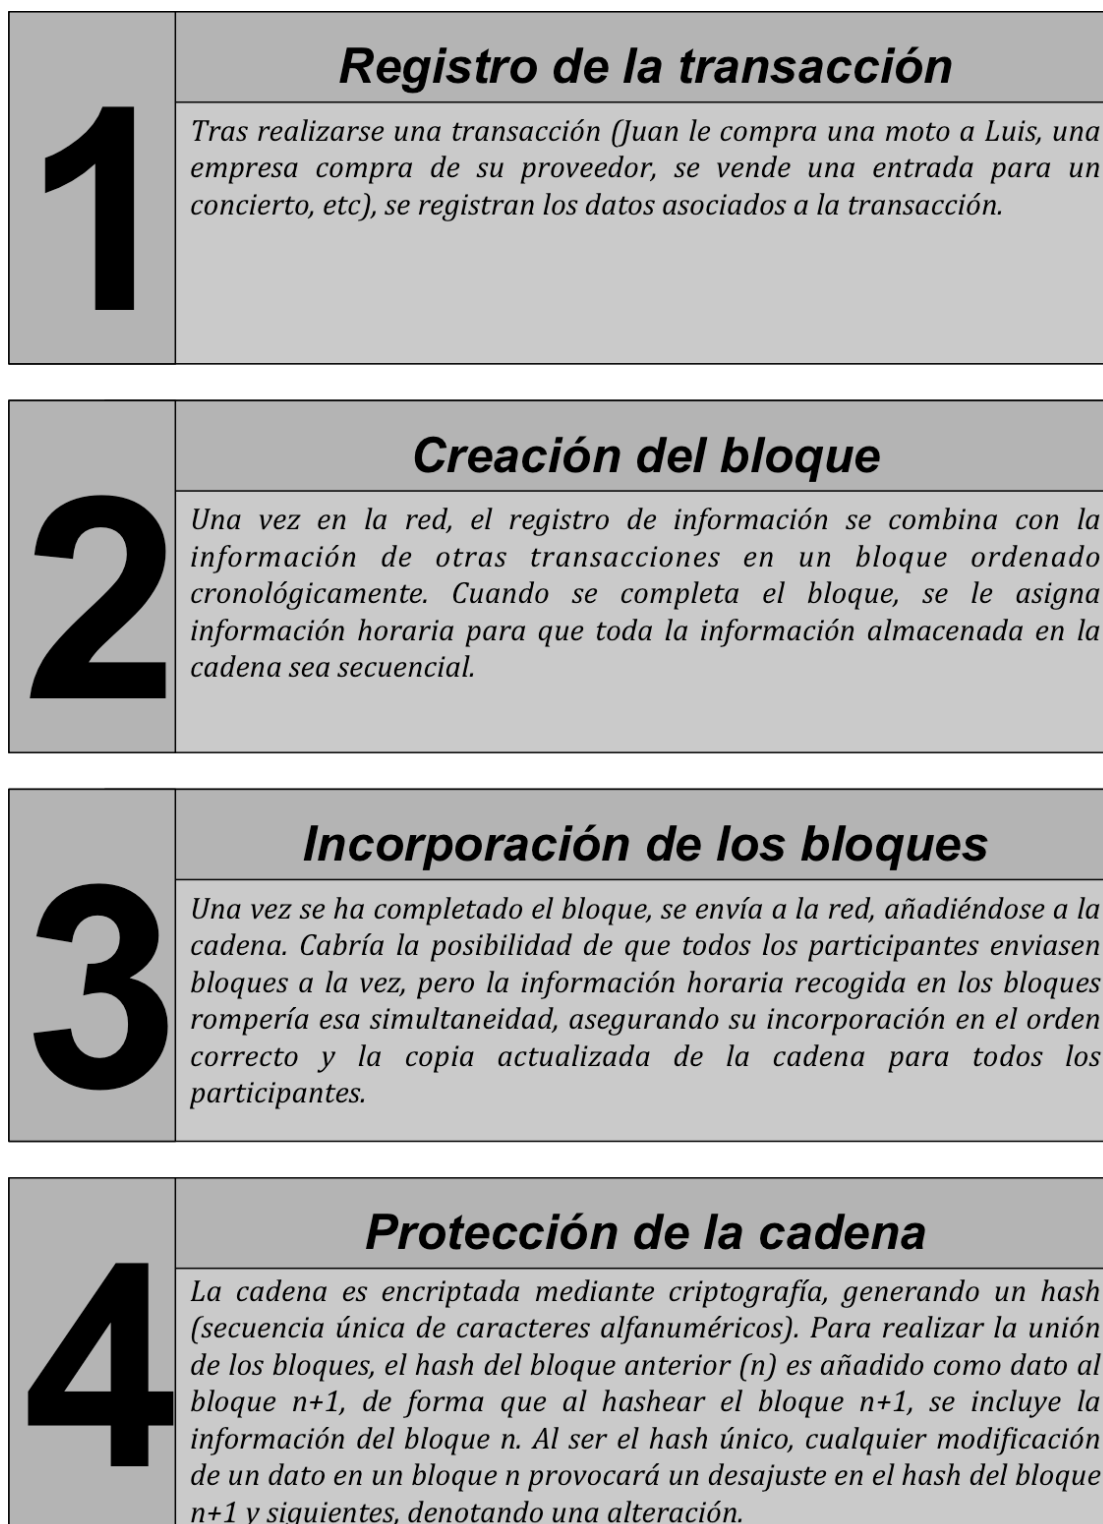 1
Registro de la transacción
Tras realizarse una transacción (Juan le compra una moto a Luis, una
empresa compra de su proveedor, se vende una entrada para un
concierto, etc), se registran los datos asociados a la transacción.
2
Creación del bloque
Una vez en la red, el registro de información se combina con la
información de otras transacciones en un bloque ordenado
cronológicamente. Cuando se completa el bloque, se le asigna
información horaria para que toda la información almacenada en la
cadena sea secuencial.
3
Incorporación de los bloques
Una vez se ha completado el bloque, se envía a la red, añadiéndose a la
cadena. Cabría la posibilidad de que todos los participantes enviasen
bloques a la vez, pero la información horaria recogida en los bloques
rompería esa simultaneidad, asegurando su incorporación en el orden
correcto y la copia actualizada de la cadena para todos los
participantes.
4
Protección de la cadena
La cadena es encriptada mediante criptografía, generando un hash
(secuencia única de caracteres alfanuméricos). Para realizar la unión
de los bloques, el hash del bloque anterior (n) es añadido como dato al
bloque n+1, de forma que al hashear el bloque n+1, se incluye la
información del bloque n. Al ser el hash único, cualquier modificación
de un dato en un bloque n provocará un desajuste en el hash del bloque
n+1 y siguientes, denotando una alteración.